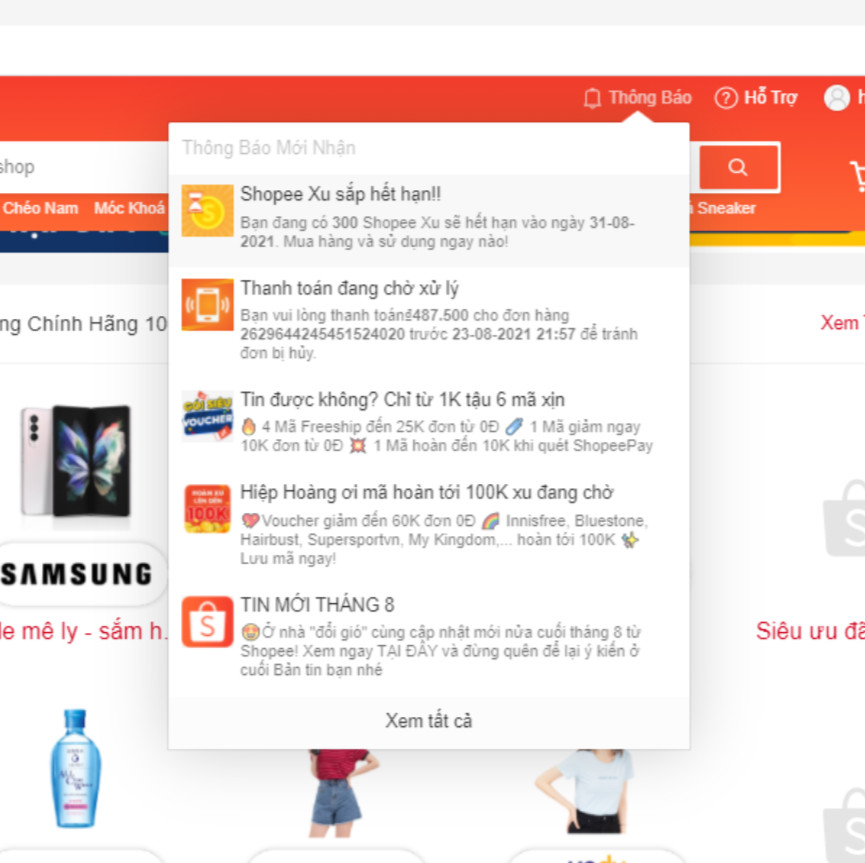 Thông Báo
Hỗ Trợ
shop
Thông Báo Mới Nhận
Chéo Nam Móc Khoá
Sneaker
Shopee Xu sắp hết hạn!!
Bạn đang có 300 Shopee Xu sẽ hết hạn vào ngày 31-08-
2021. Mua hàng và sử dụng ngay nào!
Thanh toán đang chờ xử lý
Bạn vui lòng thanh toán₫487.500 cho đơn hàng
2629644245451524020 trước 23-08-2021 21:57 để tránh
đơn bị hủy.
ng Chính Hãng 10
Xem
GÓI SIÊU
VOUCHER
Tin được không? Chỉ từ 1K tậu 6 mã xịn
🔥 4 Mã Freeship đến 25K đơn từ 0Đ 🎫 1 Mã giảm ngay
10K đơn từ 0Đ 💥 1 Mã hoàn đến 10K khi quét ShopeePay
HOÀN XU
LÊN ĐẾN
100K
Hiệp Hoàng ơi mã hoàn tới 100K xu đang chờ
💖Voucher giảm đến 60K đơn 0Đ 🌈 Innisfree, Bluestone,
Hairbust, Supersportvn, My Kingdom,... hoàn tới 100K ✨
Lưu mã ngay!
SAMSUNG
le mê ly - sắm h.
TIN MỚI THÁNG 8
🤩Ở nhà "đổi gió" cùng cập nhật mới nửa cuối tháng 8 từ
Shopee! Xem ngay TẠI ĐÂY và đừng quên để lại ý kiến ở
cuối Bản tin bạn nhé
Siêu ưu đã
Xem tất cả